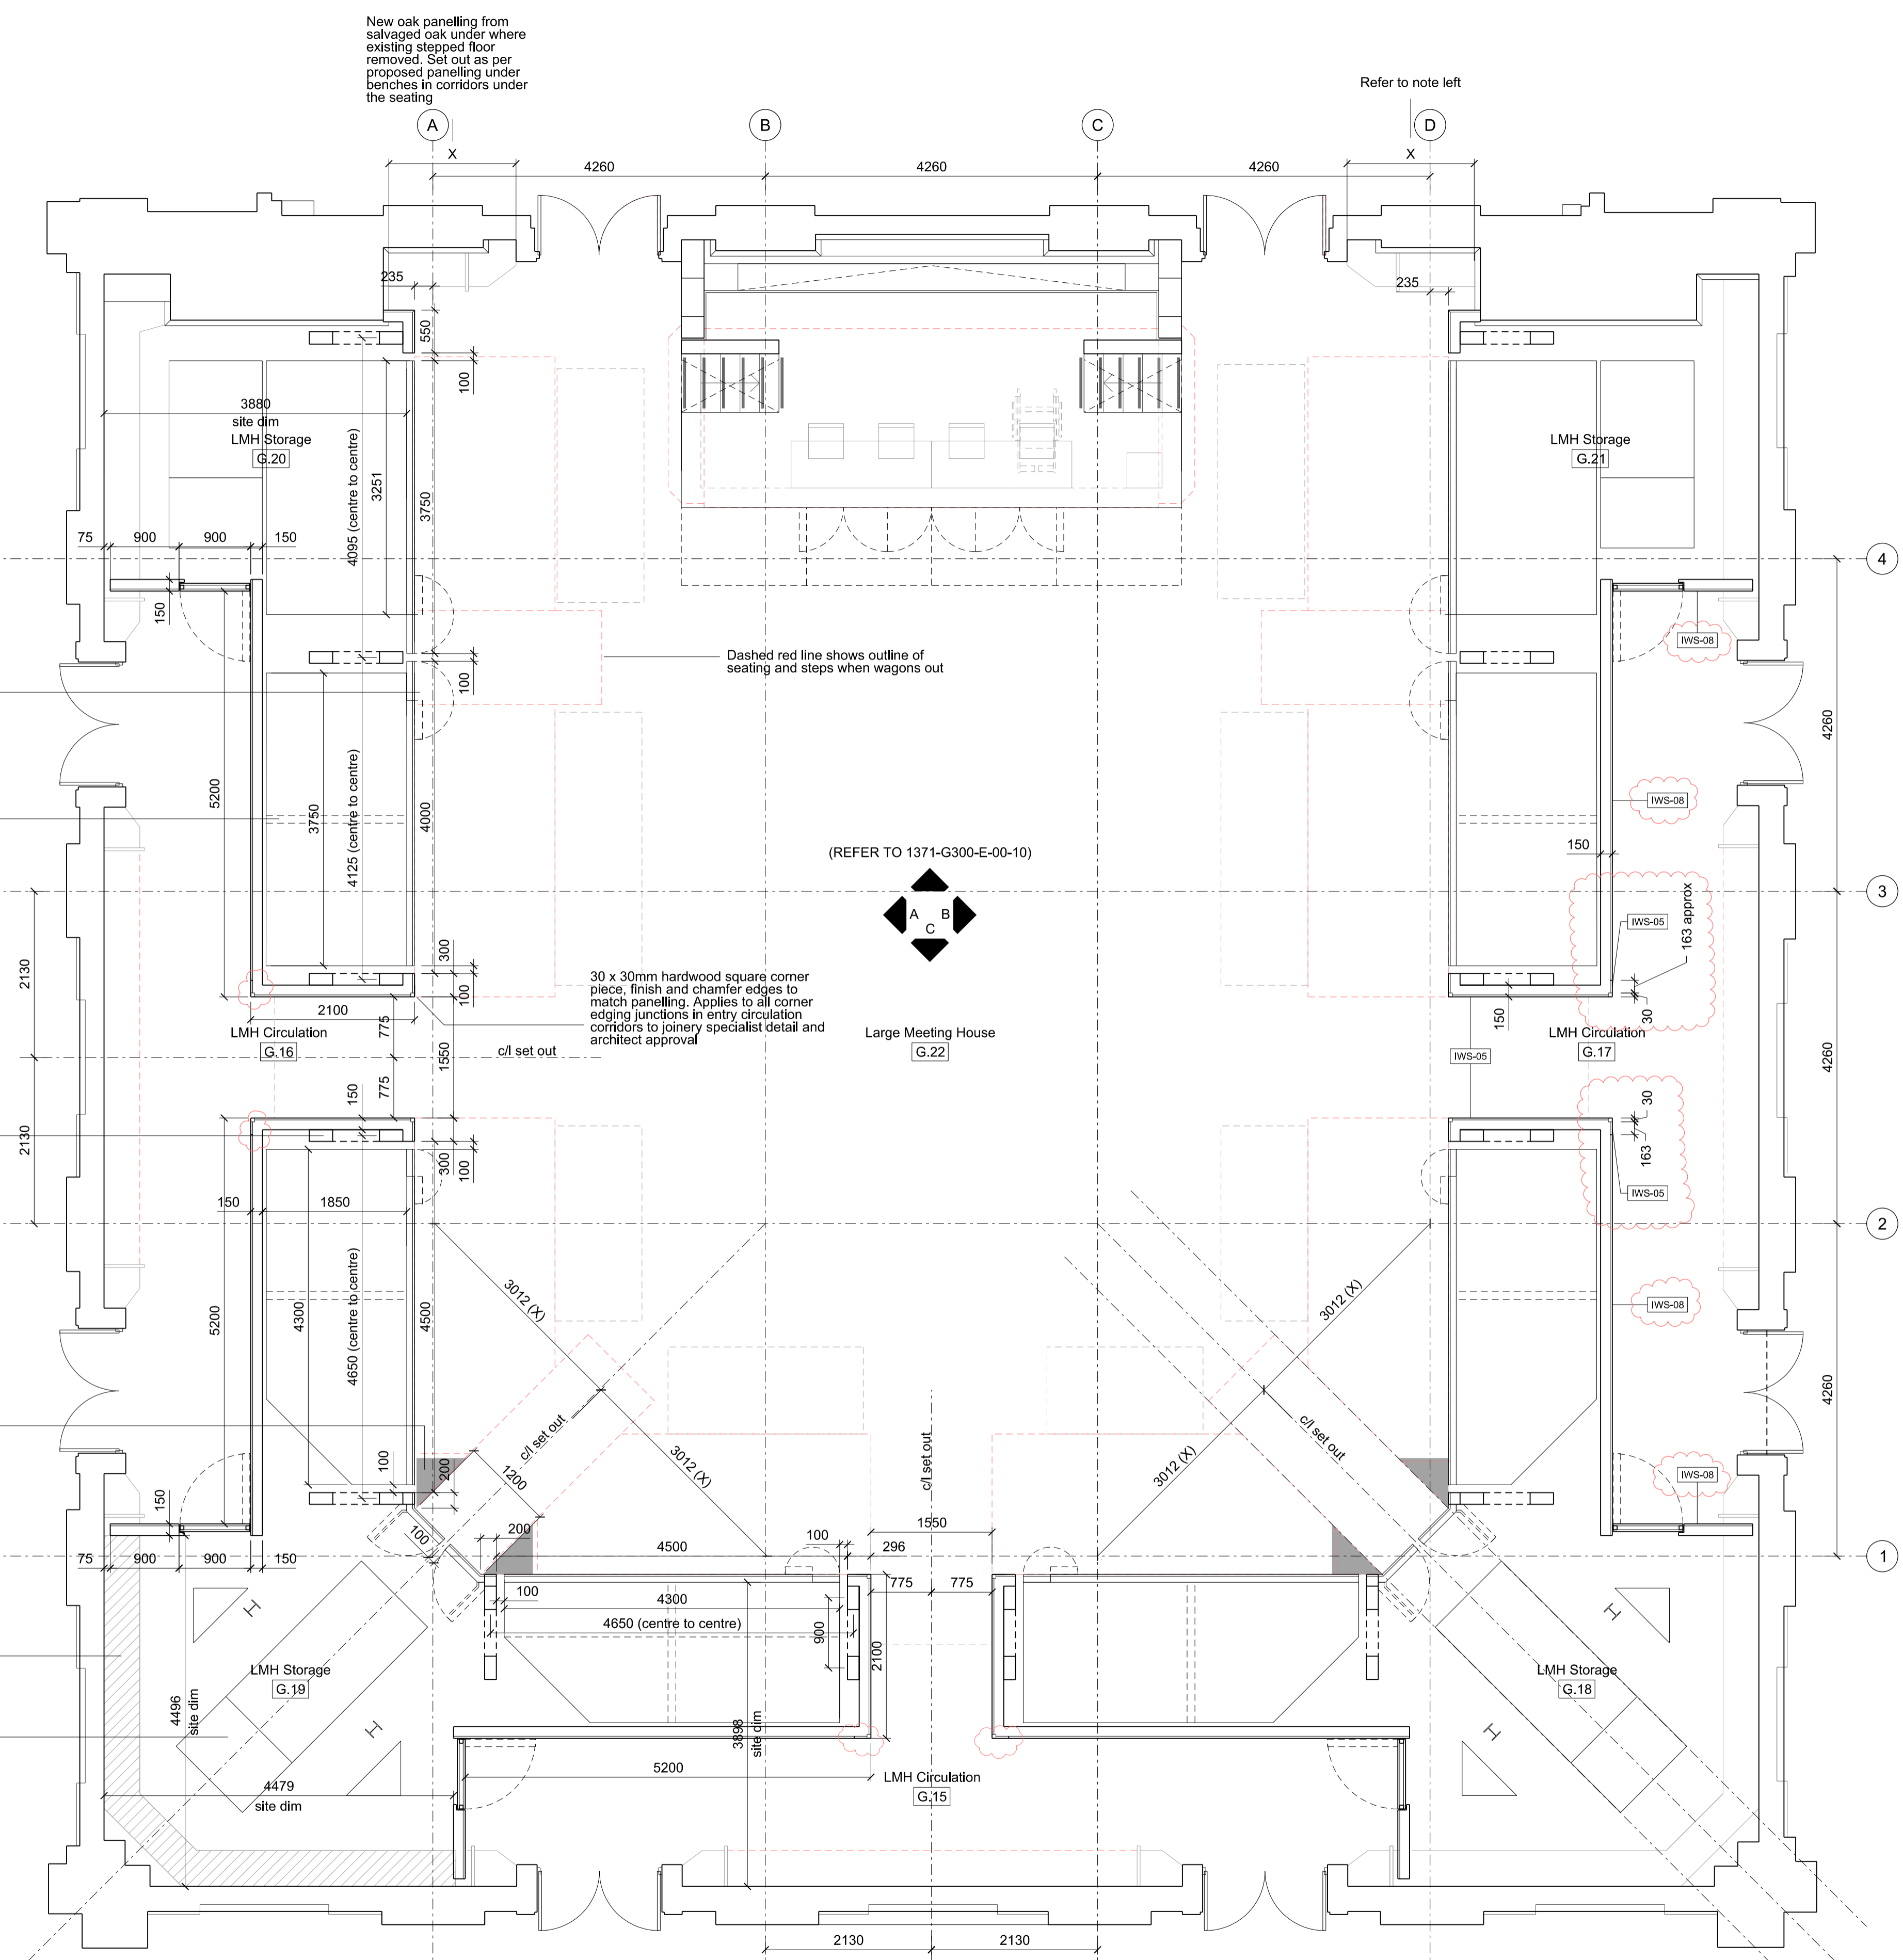 New oak panelling from
salvaged oak under where
existing stepped floor
removed. Set out as per
proposed panelling under
benches in corridors under
the seating
Refer to note left
A
B
C
D
X
X
4260
4260
4260
235
235
550
100
3880
site dim
LMH Storage
G.20
4095 (centre to centre)
3251
3750
LMH Storage
G.21
75
900
900
150
4
150
IWS-08
Dashed red line shows outline of
seating and steps when wagons out
100
4260
5200
3750
4125 (centre to centre)
4000
IWS-08
150
(REFER TO 1371-G300-E-00-10)
A
B
C
3
163 approx
IWS-05
2130
300
100
30 x 30mm hardwood square corner
piece, finish and chamfer edges to
match panelling. Applies to all corner
edging junctions in entry circulation
corridors to joinery specialist detail and
architect approval
2100
775
150
30
LMH Circulation
G.16
c/l set out
1550
Large Meeting House
G.22
IWS-05
LMH Circulation
G.17
4260
775
150
30
2130
300
100
163
IWS-05
150
1850
2
5200
4300
4650 (centre to centre)
4500
3012 (X)
3012 (X)
IWS-08
4260
c/l set out
3012 (X)
c/l set out
c/l set out
3012 (X)
100
200
1200
IWS-08
150
100
200
1550
75
900
900
150
4500
100
296
1
100
775
775
4300
4650 (centre to centre)
900
2100
H
H
LMH Storage
G.19
4496
site dim
LMH Storage
G.18
H
H
3898
site dim
5200
4479
site dim
LMH Circulation
G.15
2130
2130